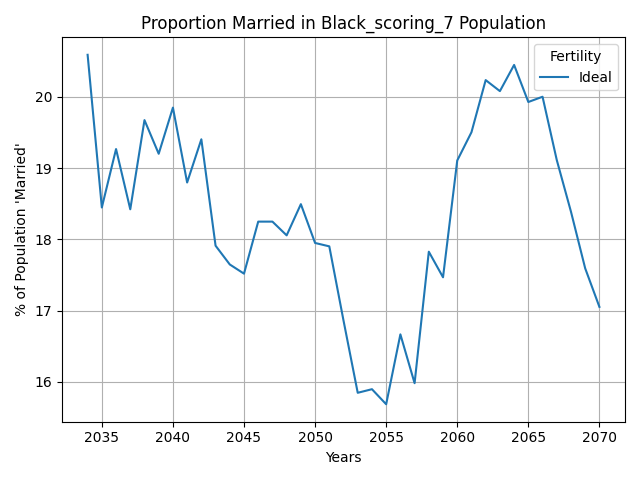 Proportion Married in Black_scoring_7 Population
Fertility
Ideal
% of Population 'Married'
20
19
18
17
16
2035 2040 2045 2050 2055 2060 2065 2070
Years